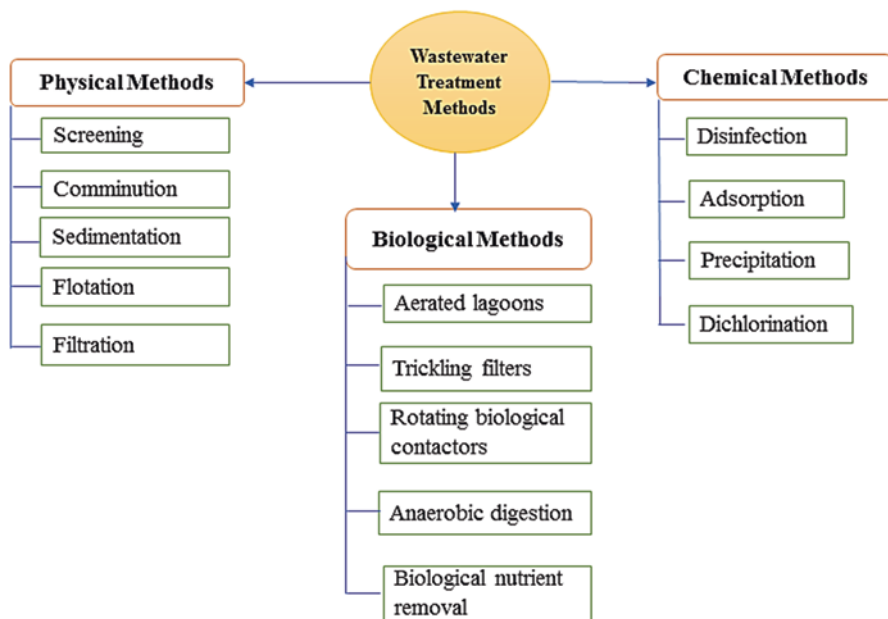 Wastewater
Treatment
Methods
Physical Methods
Screening
Comminution
Sedimentation
Flotation
Filtration
Biological Methods
Aerated lagoons
Trickling filters
Rotating biological
contactors
Anaerobic digestion
Biological nutrient
removal
Chemical Methods
Disinfection
Adsorption
Precipitation
Dichlorination